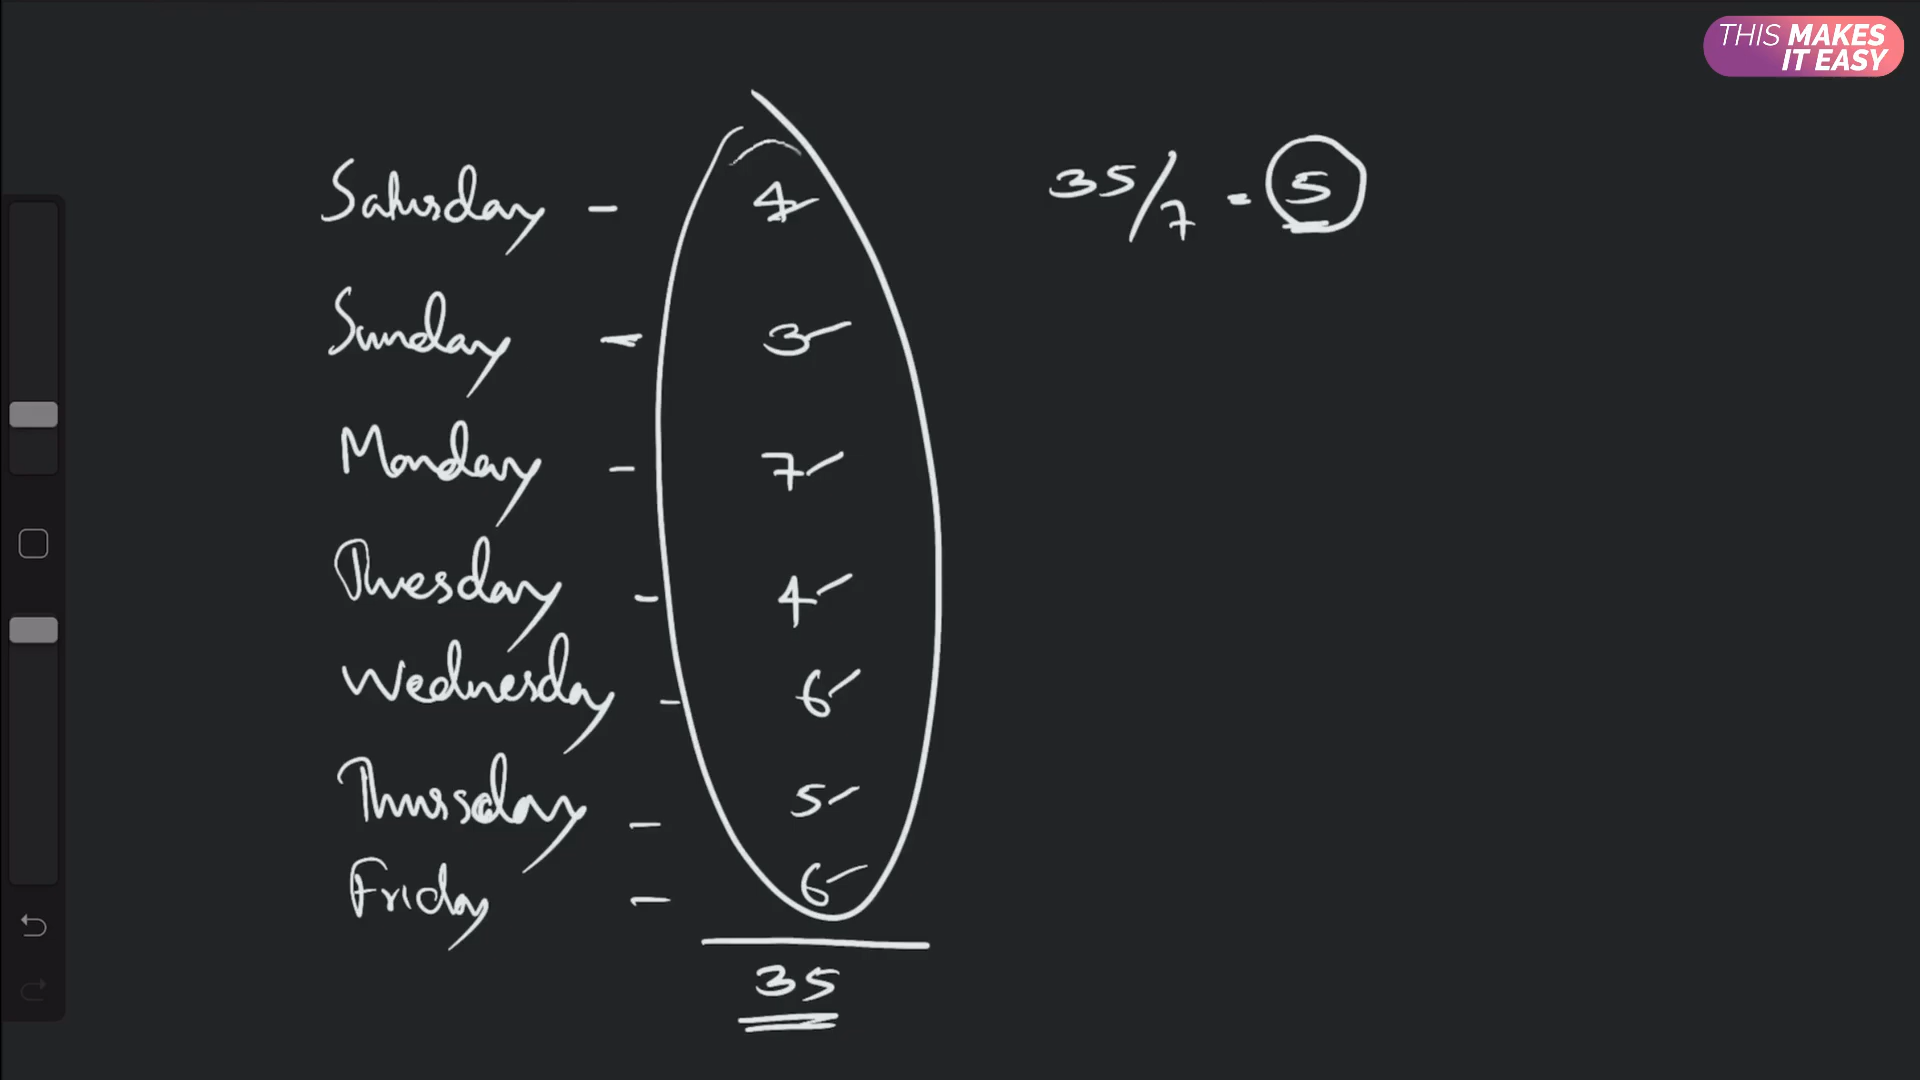 THIS MAKES
IT EASY
Saturday - 4
35/7 = 5
Sunday - 3
Monday - 7
Tuesday - 4
Wednesday - 6
Thursday - 5
Friday - 6
35